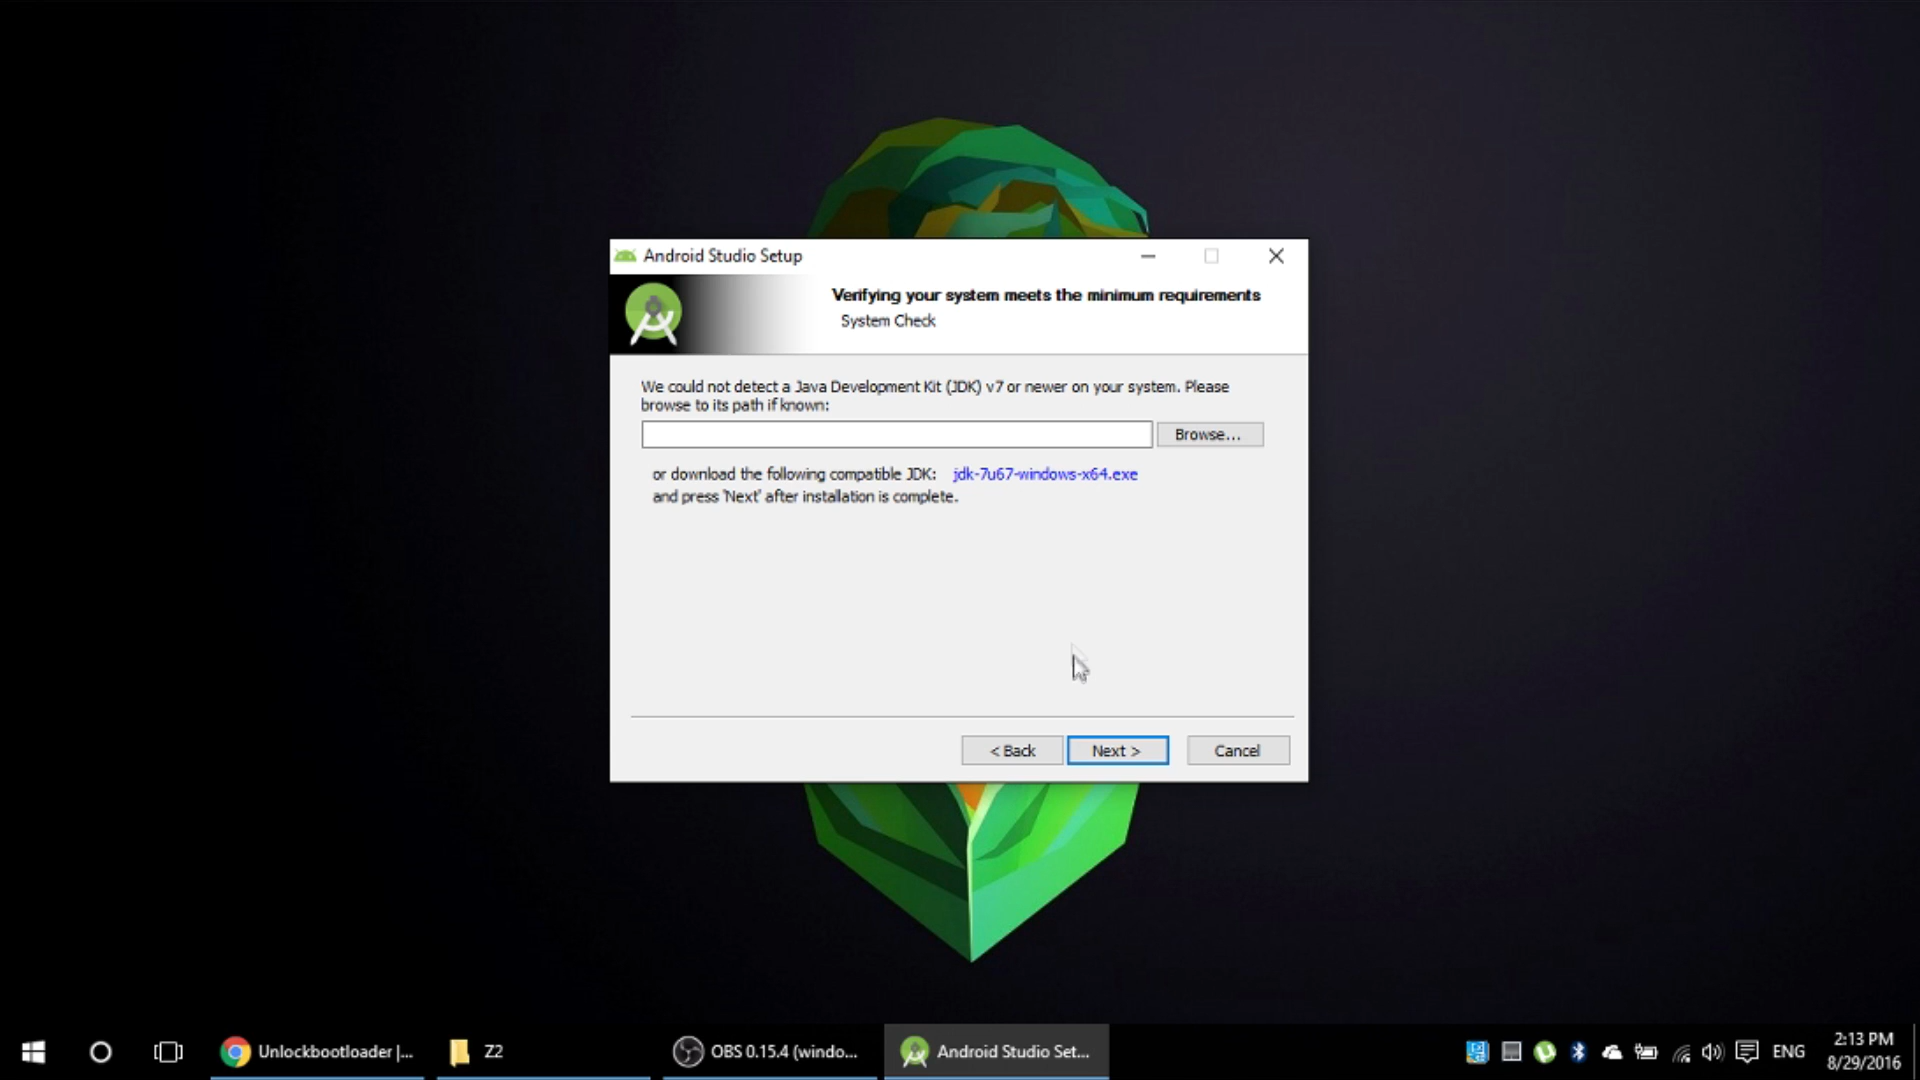 Android Studio Setup
Verifying your system meets the minimum requirements
System Check
We could not detect a Java Development Kit (JDK) v7 or newer on your system. Please
browse to its path if known:
Browse...
or download the following compatible JDK: jdk-7u67-windows-x64.exe
and press 'Next' after installation is complete.
< Back
Next >
Cancel
Unlockbootloader |...
Z2
OBS 0.15.4 (windo...
Android Studio Set...
ENG
2:13 PM
8/29/2016